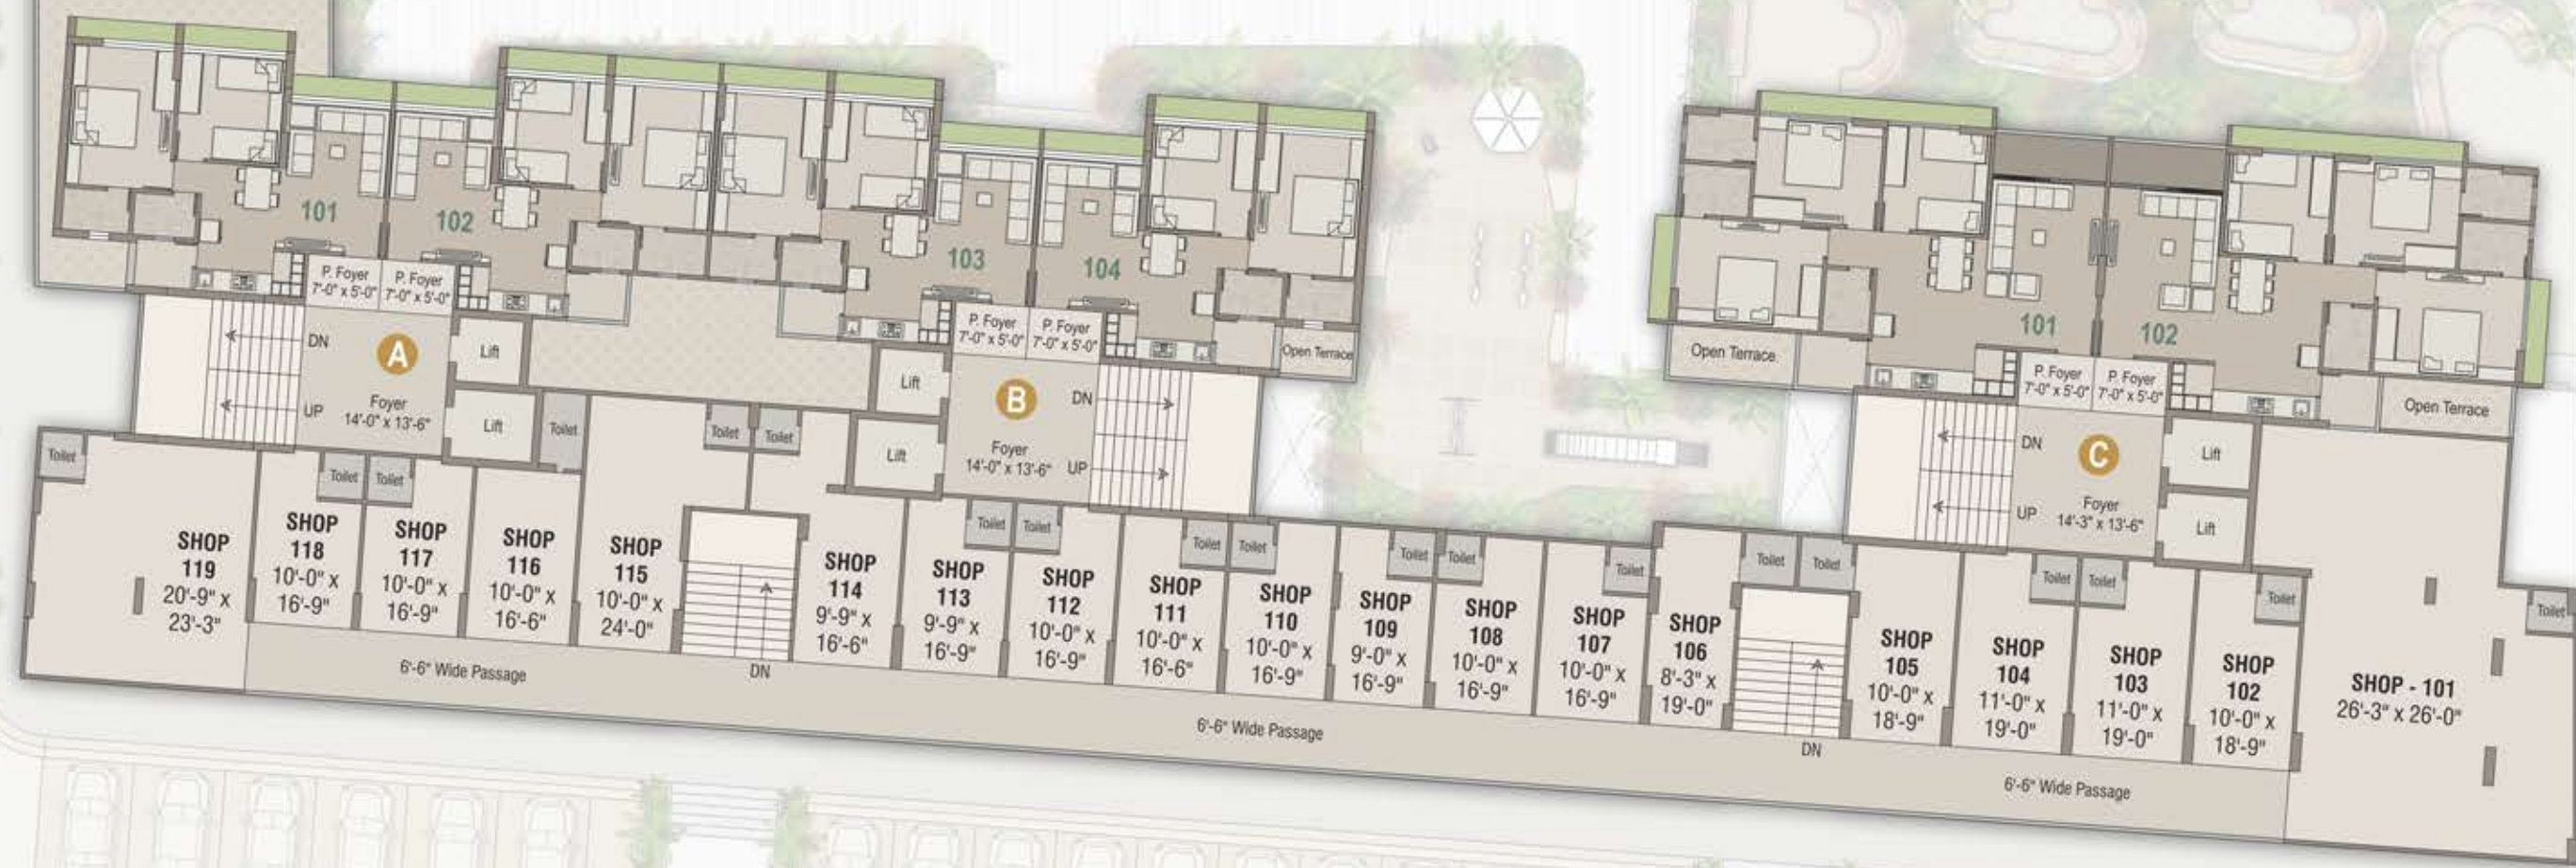 101
102
103
104
101
102
P. Foyer
7'-0" x 5'-0"
P. Foyer
7'-0" x 5'-0"
P. Foyer
7'-0" x 5'-0"
P. Foyer
7'-0" x 5'-0"
P. Foyer
7'-0" x 5'-0"
P. Foyer
7'-0" x 5'-0"
Open Terrace
Open Terrace
Open Terrace
DN
UP
A
Foyer
14'-0" x 13'-6"
Lift
Lift
Toilet
Toilet
Toilet
Lift
Lift
B
Foyer
14'-0" x 13'-6"
DN
UP
DN
UP
C
Foyer
14'-3" x 13'-6"
Lift
Lift
Toilet
SHOP
119
20'-9" x
23'-3"
Toilet
SHOP
118
10'-0" x
16'-9"
Toilet
SHOP
117
10'-0" x
16'-9"
SHOP
116
10'-0" x
16'-6"
SHOP
115
10'-0" x
24'-0"
DN
SHOP
114
9'-9" x
16'-6"
Toilet
SHOP
113
9'-9" x
16'-9"
Toilet
SHOP
112
10'-0" x
16'-9"
Toilet
SHOP
111
10'-0" x
16'-6"
Toilet
SHOP
110
10'-0" x
16'-9"
Toilet
SHOP
109
9'-0" x
16'-9"
Toilet
SHOP
108
10'-0" x
16'-9"
Toilet
SHOP
107
10'-0" x
16'-9"
SHOP
106
8'-3" x
19'-0"
Toilet
Toilet
DN
SHOP
105
10'-0" x
18'-9"
Toilet
SHOP
104
11'-0" x
19'-0"
Toilet
SHOP
103
11'-0" x
19'-0"
Toilet
SHOP
102
10'-0" x
18'-9"
Toilet
SHOP - 101
26'-3" x 26'-0"
6'-6" Wide Passage
6'-6" Wide Passage
6'-6" Wide Passage